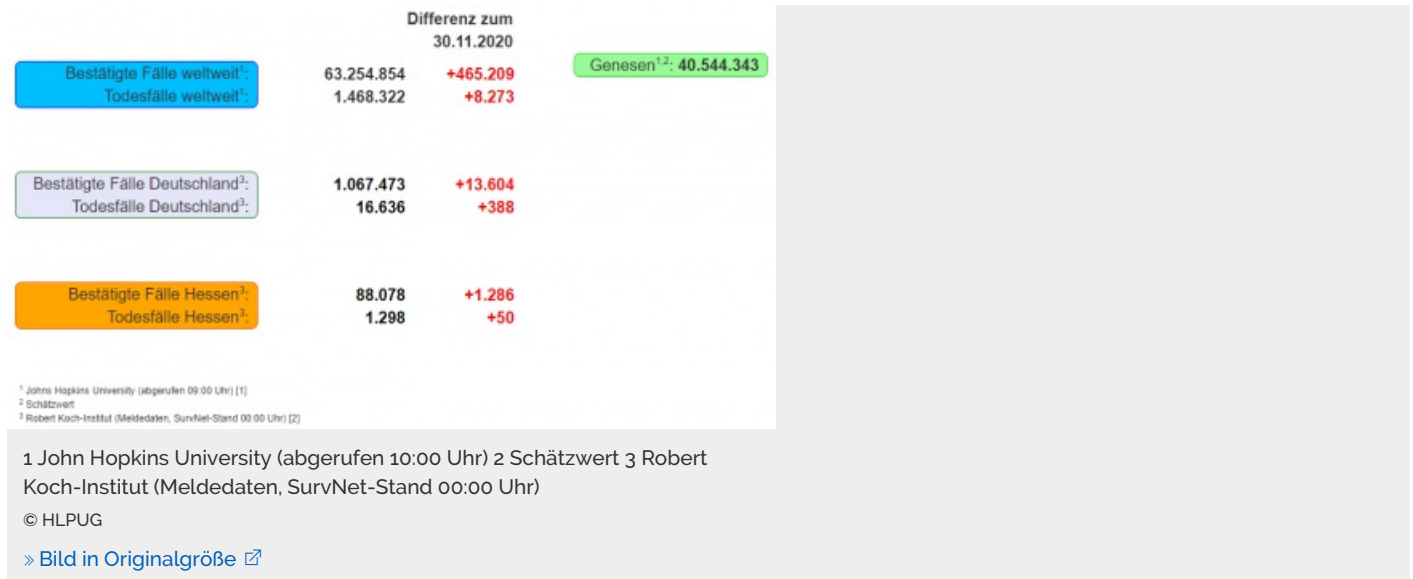 Differenz zum
30.11.2020
Bestätigte Fälle weltweit¹: 63.254.854 +465.209 Genesen¹,²: 40.544.343
Todesfälle weltweit¹: 1.468.322 +8.273
Bestätigte Fälle Deutschland³: 1.067.473 +13.604
Todesfälle Deutschland³: 16.636 +388
Bestätigte Fälle Hessen³: 88.078 +1.286
Todesfälle Hessen³: 1.298 +50
¹ Johns Hopkins University (abgerufen 09:00 Uhr) [1]
² Schätzwert
³ Robert Koch-Institut (Meldedaten, SurvNet-Stand 00:00 Uhr) [2]
1 John Hopkins University (abgerufen 10:00 Uhr) 2 Schätzwert 3 Robert
Koch-Institut (Meldedaten, SurvNet-Stand 00:00 Uhr)
© HLPUG
» Bild in Originalgröße